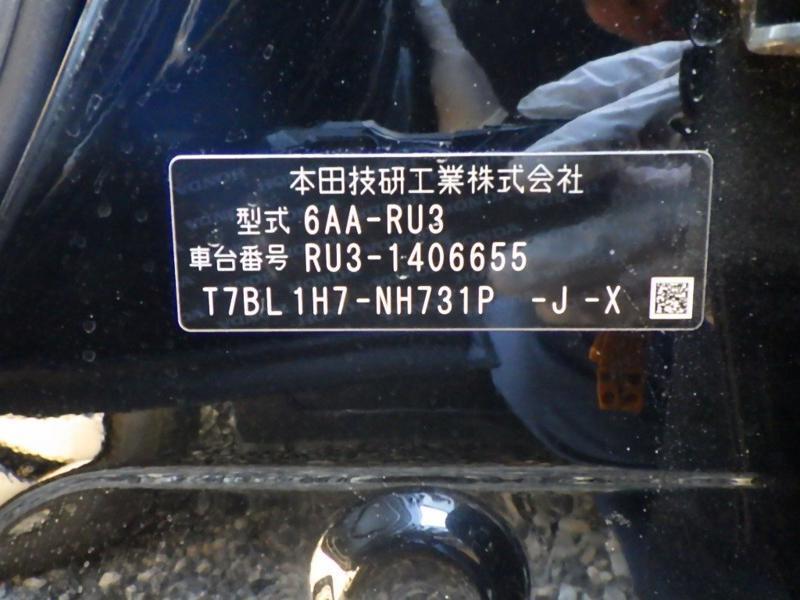 本田技研工業株式会社
型式 6AA-RU3
車台番号 RU3-1406655
T7BL1H7-NH731P -J-X